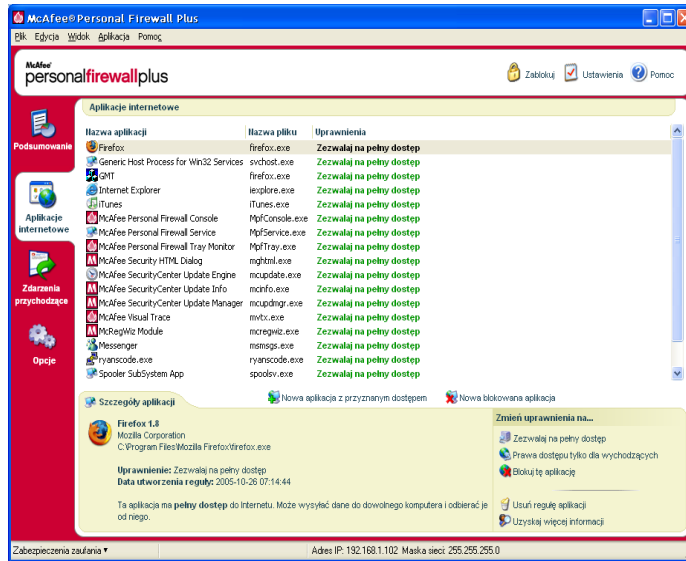 McAfee® Personal Firewall Plus
Plik Edycja Widok Aplikacja Pomoc
McAfee®
personalfirewallplus
Zablokuj Ustawienia Pomoc
Podsumowanie
Aplikacje internetowe
Zdarzenia przychodzące
Opcje
Aplikacje internetowe
Nazwa aplikacji Nazwa pliku Uprawnienia
Firefox firefox.exe Zezwalaj na pełny dostęp
Generic Host Process for Win32 Services svchost.exe Zezwalaj na pełny dostęp
GMT firefox.exe Zezwalaj na pełny dostęp
Internet Explorer iexplore.exe Zezwalaj na pełny dostęp
iTunes iTunes.exe Zezwalaj na pełny dostęp
McAfee Personal Firewall Console MpfConsole.exe Zezwalaj na pełny dostęp
McAfee Personal Firewall Service MpfService.exe Zezwalaj na pełny dostęp
McAfee Personal Firewall Tray Monitor MpfTray.exe Zezwalaj na pełny dostęp
McAfee Security HTML Dialog mghtml.exe Zezwalaj na pełny dostęp
McAfee SecurityCenter Update Engine mcupdate.exe Zezwalaj na pełny dostęp
McAfee SecurityCenter Update Info mcinfo.exe Zezwalaj na pełny dostęp
McAfee SecurityCenter Update Manager mcupdmgr.exe Zezwalaj na pełny dostęp
McAfee Visual Trace mvtx.exe Zezwalaj na pełny dostęp
McRegWiz Module mcregwiz.exe Zezwalaj na pełny dostęp
Messenger msmsgs.exe Zezwalaj na pełny dostęp
ryanscode.exe ryanscode.exe Zezwalaj na pełny dostęp
Spooler SubSystem App spoolsv.exe Zezwalaj na pełny dostęp
Szczegóły aplikacji
Nowa aplikacja z przyznanym dostępem Nowa blokowana aplikacja
Firefox 1.8
Mozilla Corporation
C:\Program Files\Mozilla Firefox\firefox.exe
Uprawnienie: Zezwalaj na pełny dostęp
Data utworzenia reguły: 2005-10-26 07:14:44
Ta aplikacja ma pełny dostęp do Internetu. Może wysyłać dane do dowolnego komputera i odbierać je
od niego.
Zmień uprawnienia na...
Zezwalaj na pełny dostęp
Prawa dostępu tylko dla wychodzących
Blokuj tę aplikację
Usuń regułę aplikacji
Uzyskaj więcej informacji
Zabezpieczenia zaufania Adres IP: 192.168.1.102 Maska sieci: 255.255.255.0